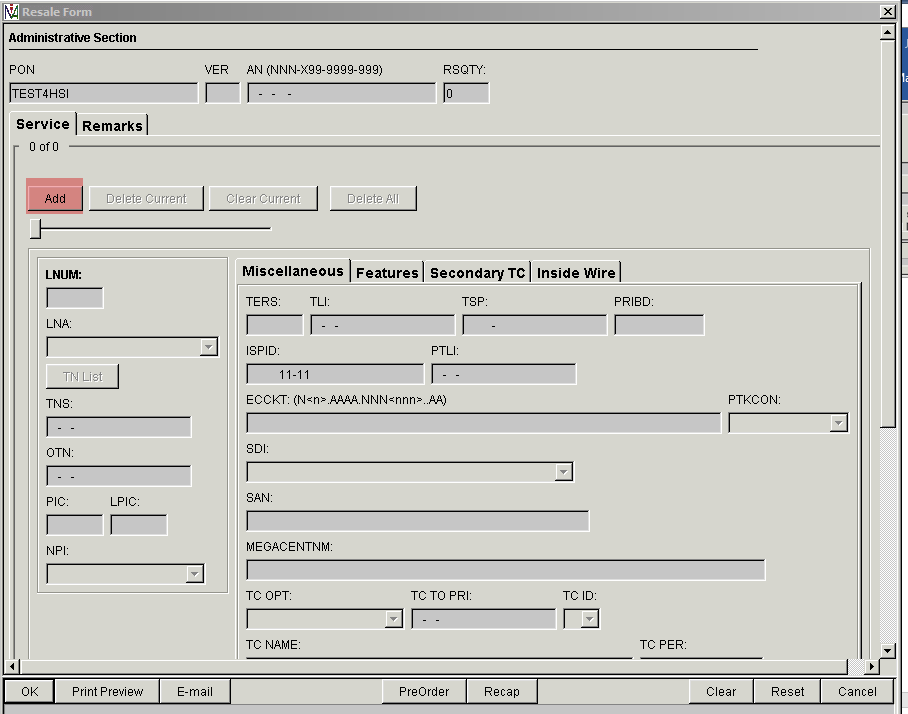 Resale Form
Administrative Section
PON VER AN (NNN-X99-9999-999) RSQTY:
TEST4HSI - - - 0
Service Remarks
0 of 0
Add Delete Current Clear Current Delete All
LNUM:
LNA:
TN List
TNS:
- -
OTN:
- -
PIC: LPIC:
NPI:
Miscellaneous Features Secondary TC Inside Wire
TERS: TLI: TSP: PRIBD:
- - -
ISPID: PTLI:
11-11 - -
ECCKT: (N<n>.AAAA.NNN<nnn>..AA) PTKCON:
SDI:
SAN:
MEGACENTNM:
TC OPT: TC TO PRI: TC ID:
- -
TC NAME: TC PER:
OK Print Preview E-mail PreOrder Recap Clear Reset Cancel